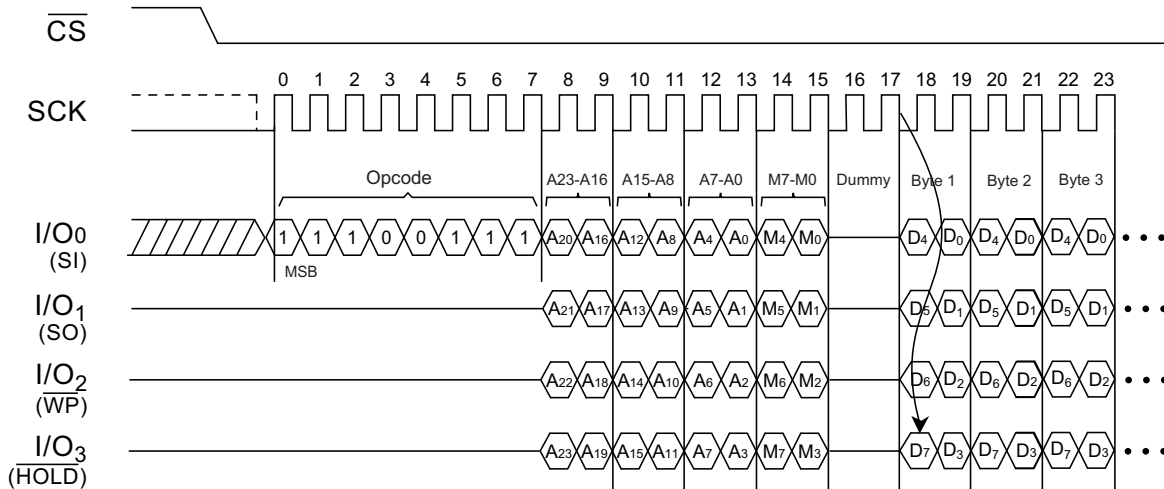 CS
0 1 2 3 4 5 6 7 8 9 10 11 12 13 14 15 16 17 18 19 20 21 22 23
SCK
Opcode A23-A16 A15-A8 A7-A0 M7-M0 Dummy Byte 1 Byte 2 Byte 3
I/O0 1 1 1 0 0 1 1 1 A20 A16 A12 A8 A4 A0 M4 M0 D4 D0 D4 D0 D4 D0
(SI)
MSB
I/O1 A21 A17 A13 A9 A5 A1 M5 M1 D5 D1 D5 D1 D5 D1
(SO)
I/O2 A22 A18 A14 A10 A6 A2 M6 M2 D6 D2 D6 D2 D6 D2
(WP)
I/O3 A23 A19 A15 A11 A7 A3 M7 M3 D7 D3 D7 D3 D7 D3
(HOLD)